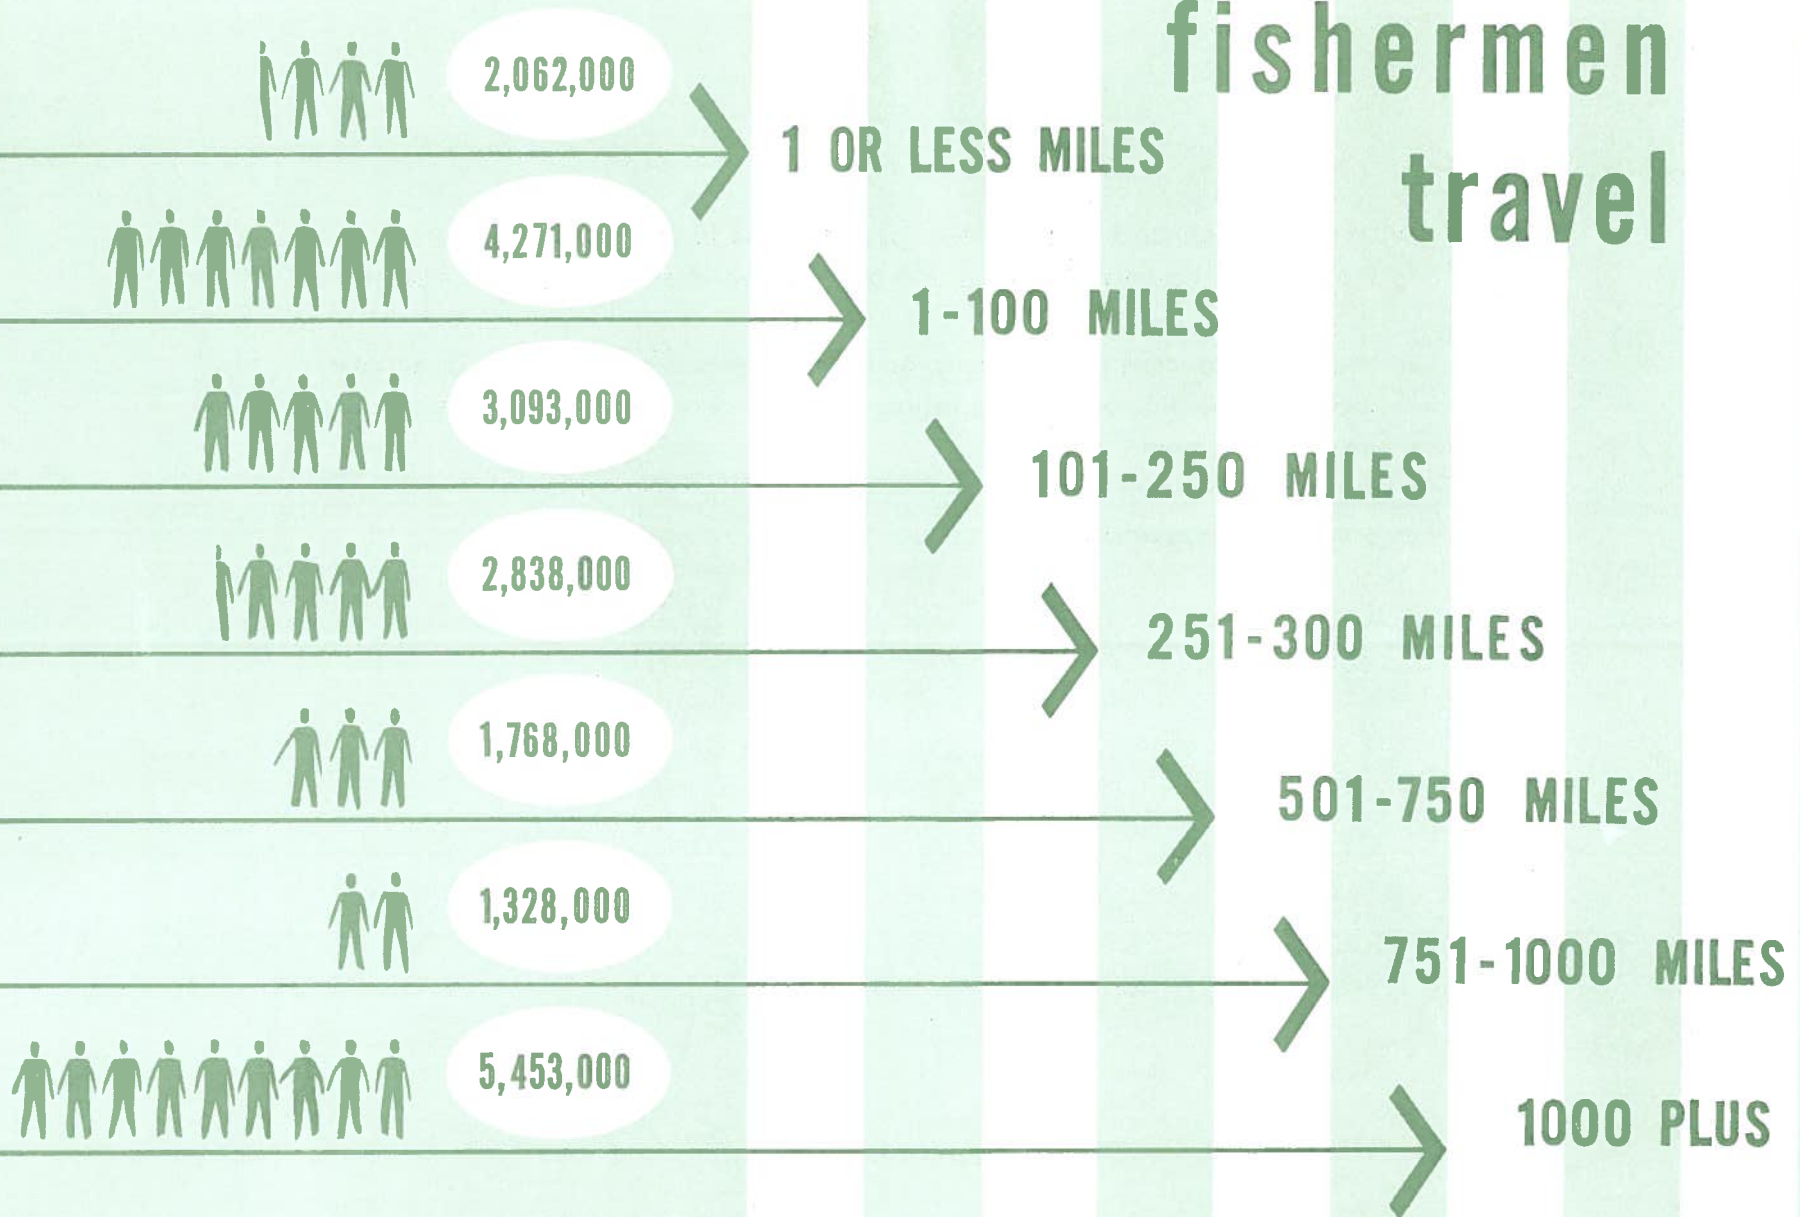 fishermen
travel
2,062,000
1 OR LESS MILES
4,271,000
1-100 MILES
3,093,000
101-250 MILES
2,838,000
251-300 MILES
1,768,000
501-750 MILES
1,328,000
751-1000 MILES
5,453,000
1000 PLUS